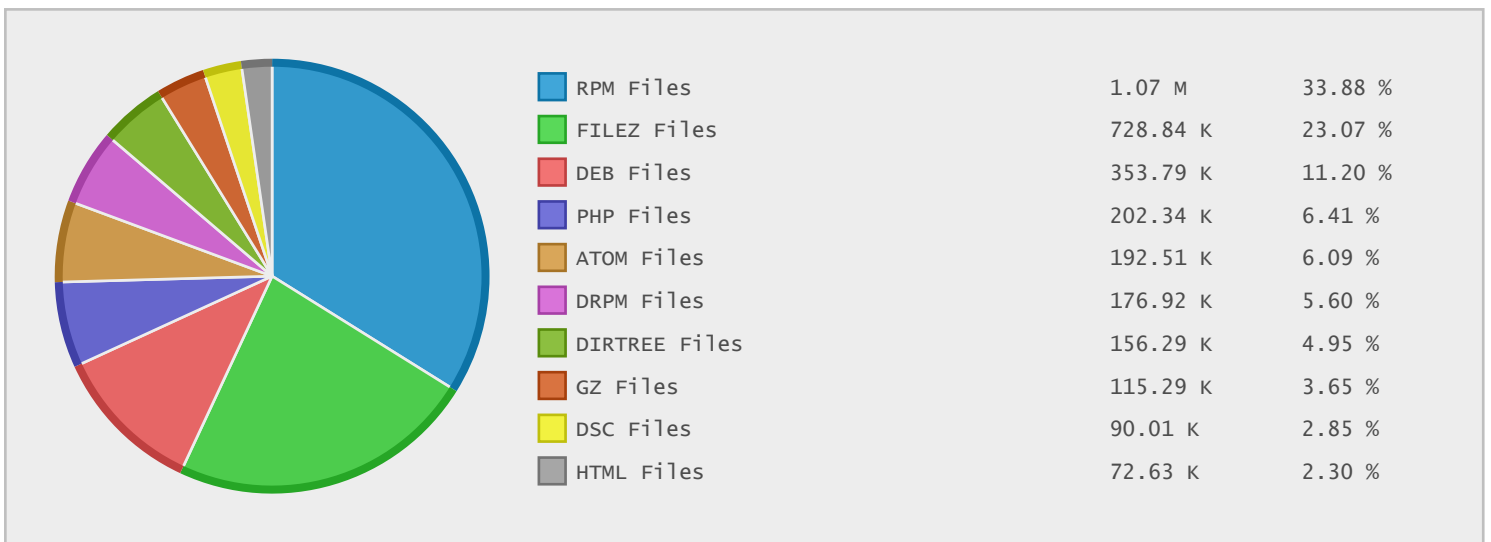 RPM Files 1.07 M 33.88 %
FILEZ Files 728.84 K 23.07 %
DEB Files 353.79 K 11.20 %
PHP Files 202.34 K 6.41 %
ATOM Files 192.51 K 6.09 %
DRPM Files 176.92 K 5.60 %
DIRTREE Files 156.29 K 4.95 %
GZ Files 115.29 K 3.65 %
DSC Files 90.01 K 2.85 %
HTML Files 72.63 K 2.30 %